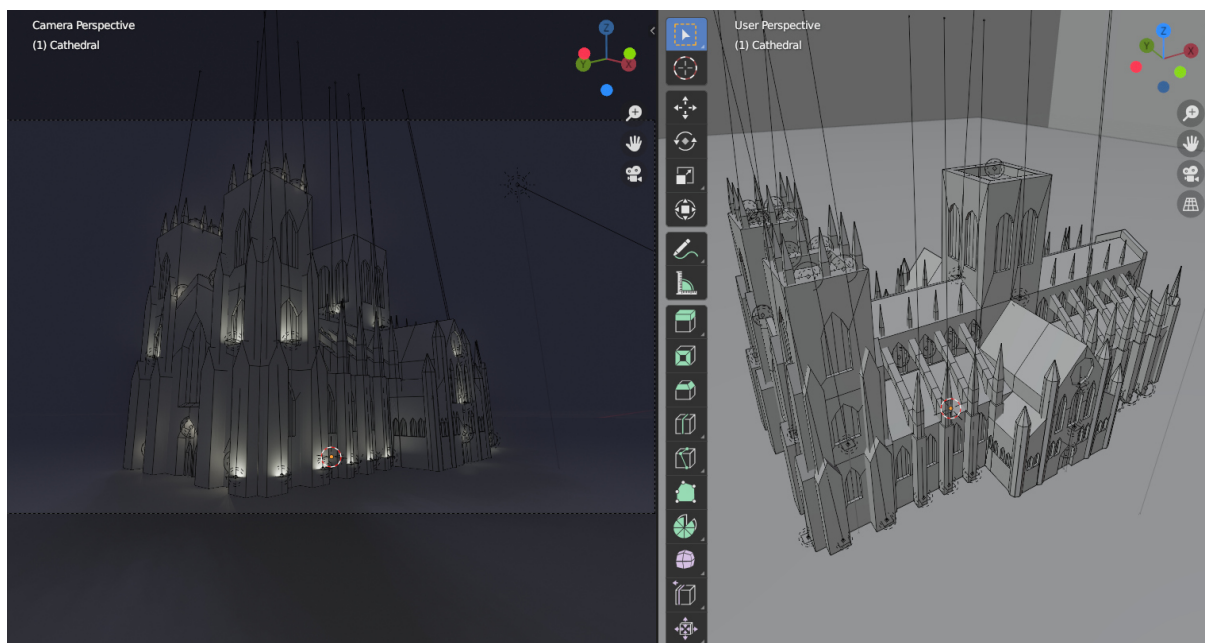 Camera Perspective
(1) Cathedral
Z
Y
X
User Perspective
(1) Cathedral
Z
Y
X